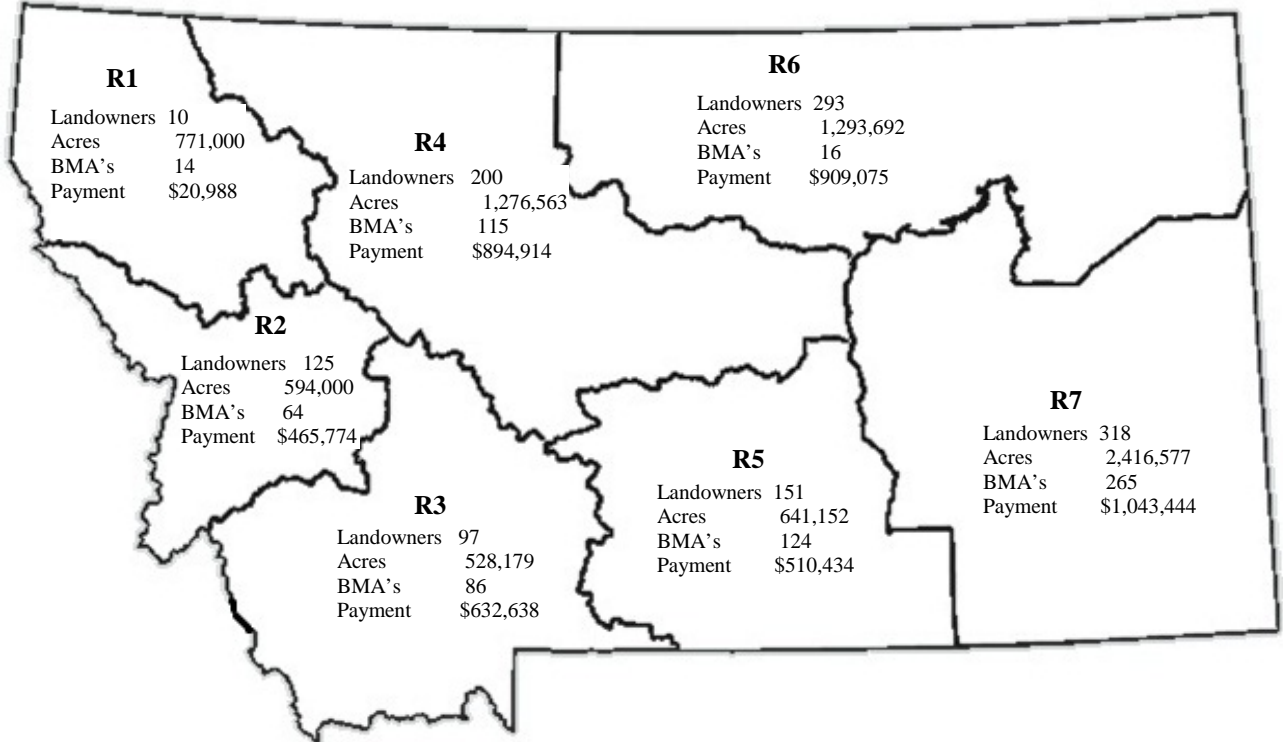 R1
Landowners 10
Acres 771,000
BMA's 14
Payment $20,988
R4
Landowners 200
Acres 1,276,563
BMA's 115
Payment $894,914
R6
Landowners 293
Acres 1,293,692
BMA's 16
Payment $909,075
R2
Landowners 125
Acres 594,000
BMA's 64
Payment $465,774
R3
Landowners 97
Acres 528,179
BMA's 86
Payment $632,638
R5
Landowners 151
Acres 641,152
BMA's 124
Payment $510,434
R7
Landowners 318
Acres 2,416,577
BMA's 265
Payment $1,043,444